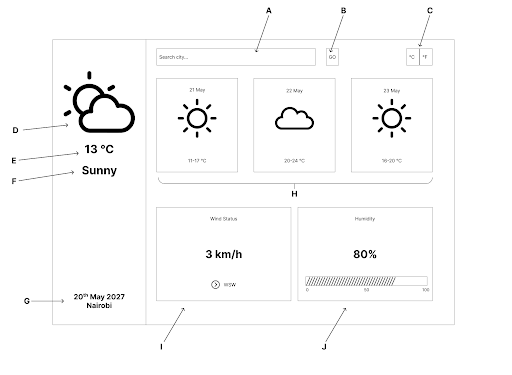 A
B
C
Search city...
GO
°C
°F
21 May
22 May
23 May
D
E
13 °C
F
Sunny
11-17 °C
20-24 °C
16-20 °C
H
Wind Status
Humidity
3 km/h
80%
WSW
0
50
100
G
20th May 2027
Nairobi
I
J